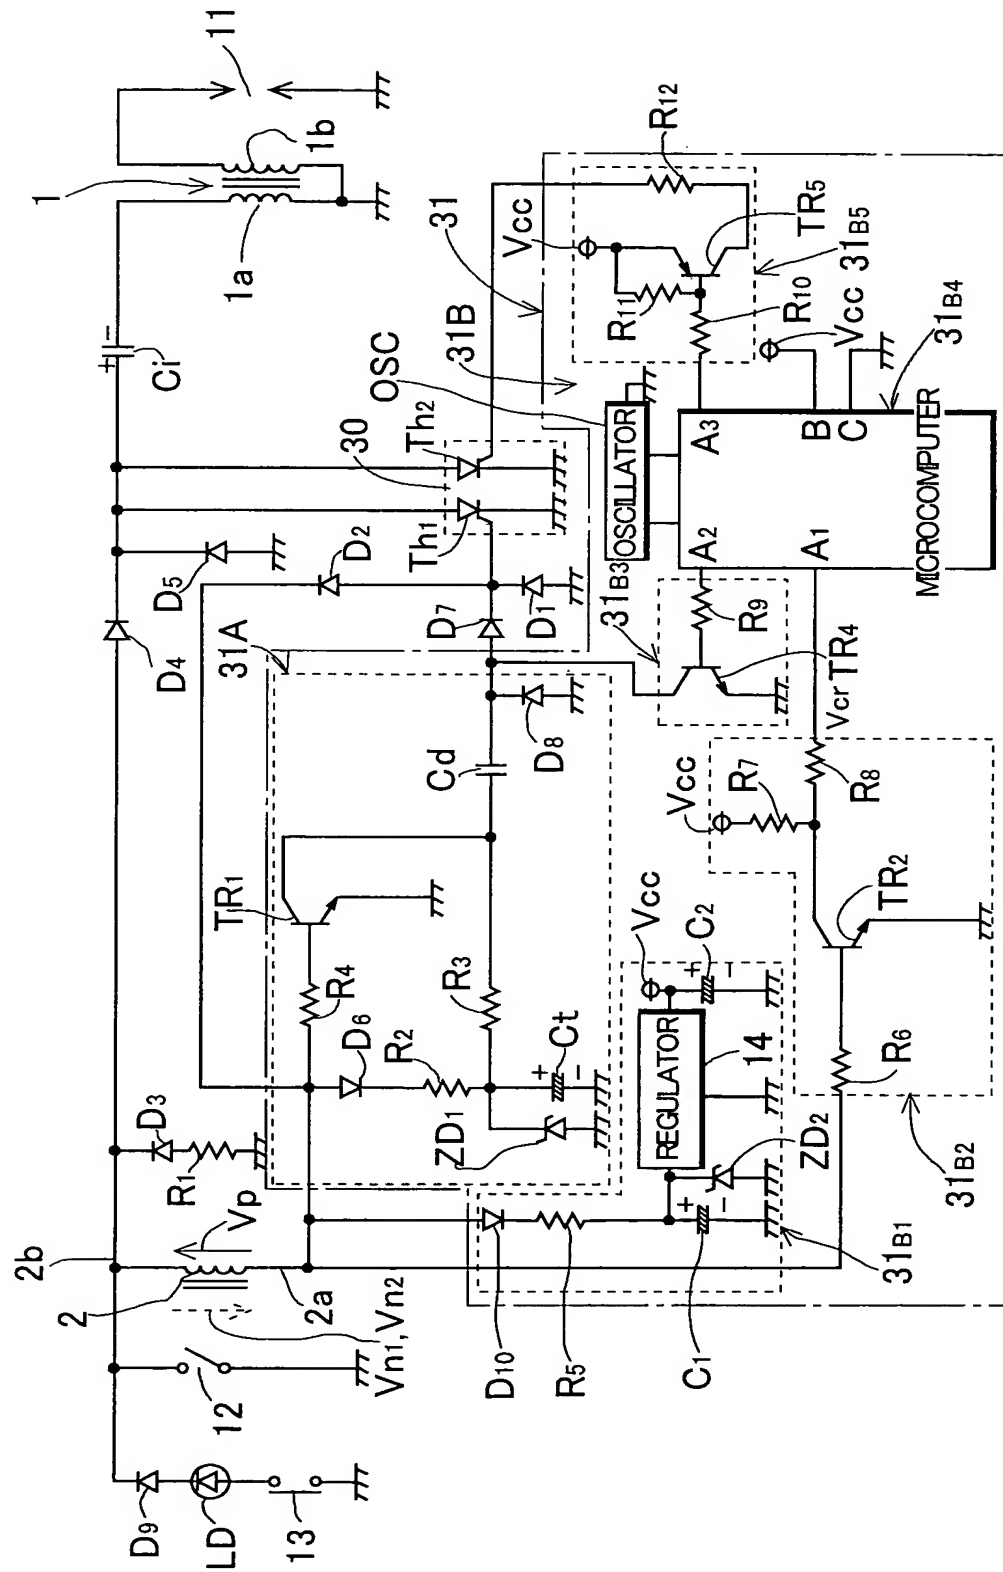 2b
1
11
D4
D5
Ci
1a
1b
D2
30
31
31B
Th1
Th2
Vcc
R12
R11
TR5
31B5
R10
Vcc
OSC
OSCILLATOR
31B3
31A
D7
D1
D3
R1
Vp
2
2a
Vn1,Vn2
12
D9
LD
13
TR1
R4
D6
R2
R3
Cd
D8
ZD1
Ct
R9
TR4
A2
A3
A1
B
C
MICROCOMPUTER
31B4
Vcr
R8
R7
Vcc
TR2
R6
31B2
Vcc
C2
REGULATOR
14
ZD2
D10
R5
C1
31B1
+
−
+
−
+
−
+
−